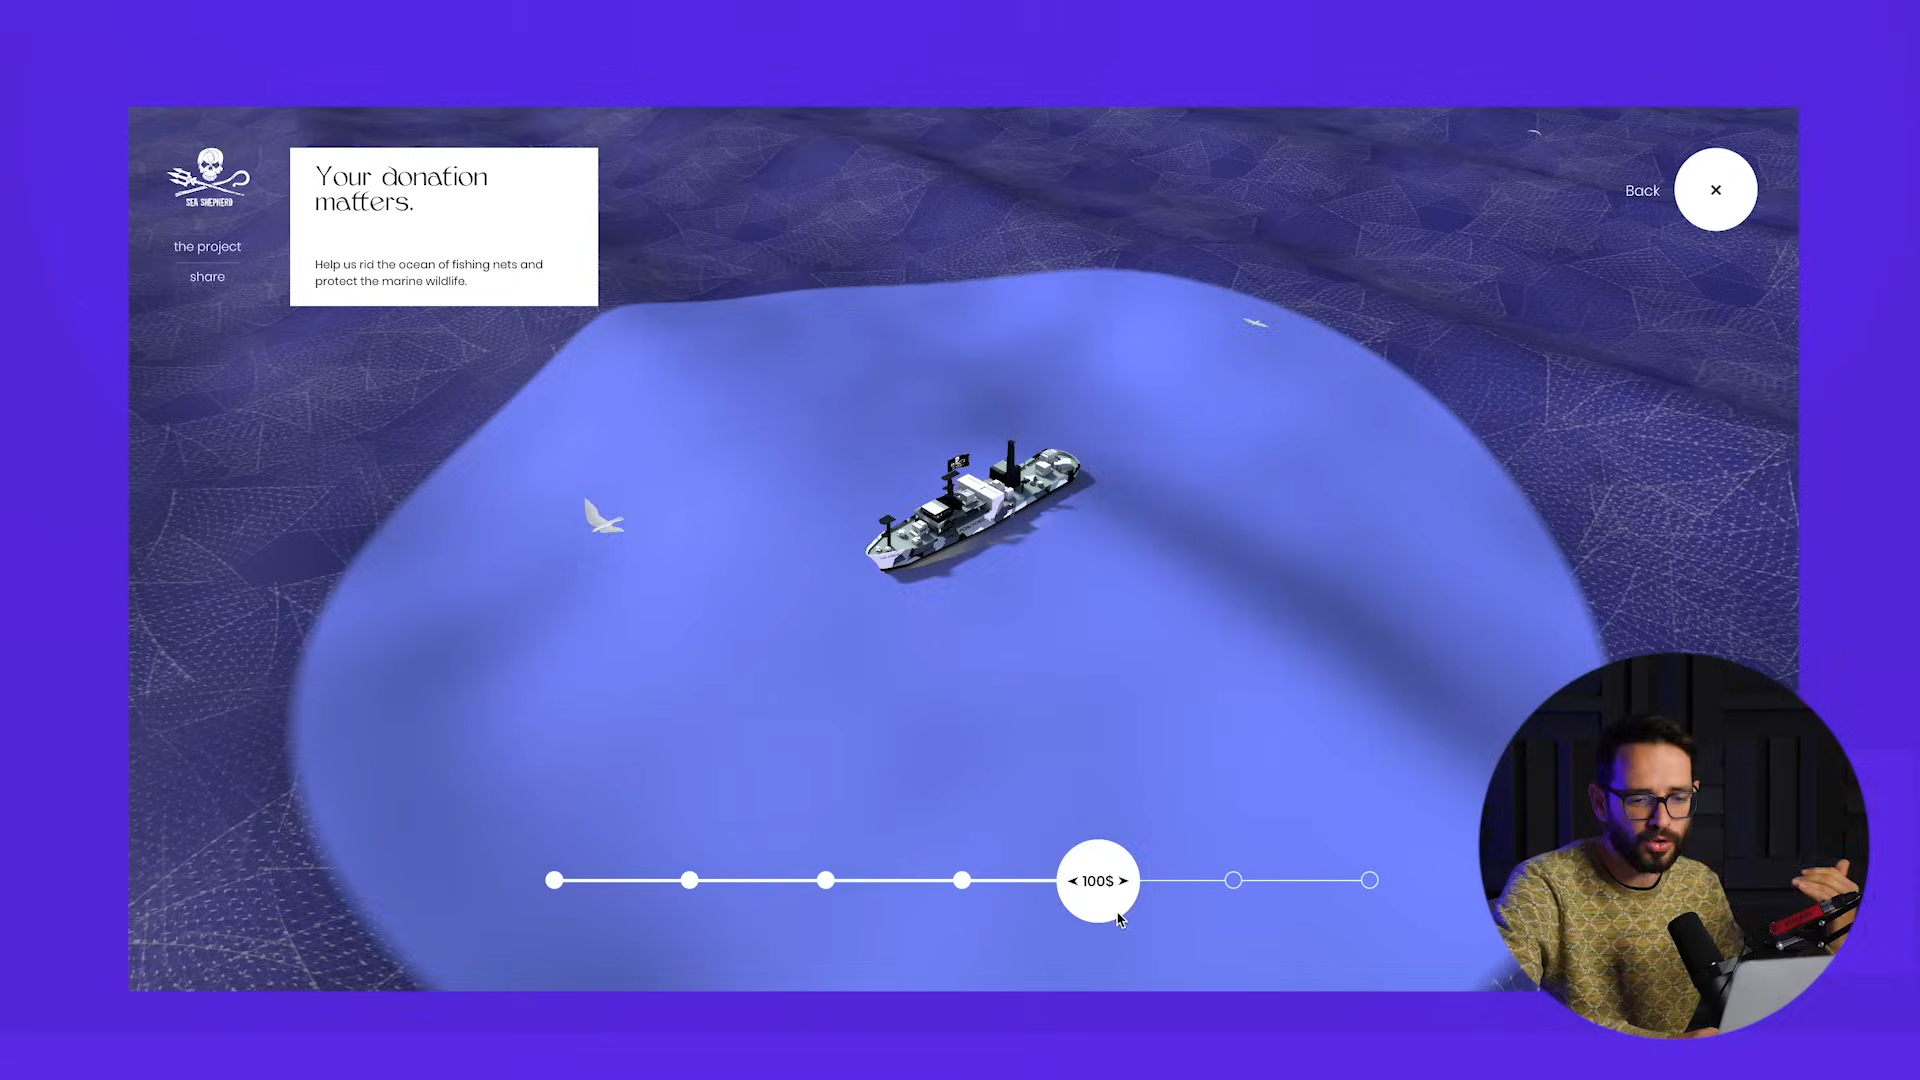 SEA SHEPHERD
the project
share
Your donation
matters.
Help us rid the ocean of fishing nets and
protect the marine wildlife.
Back
100$